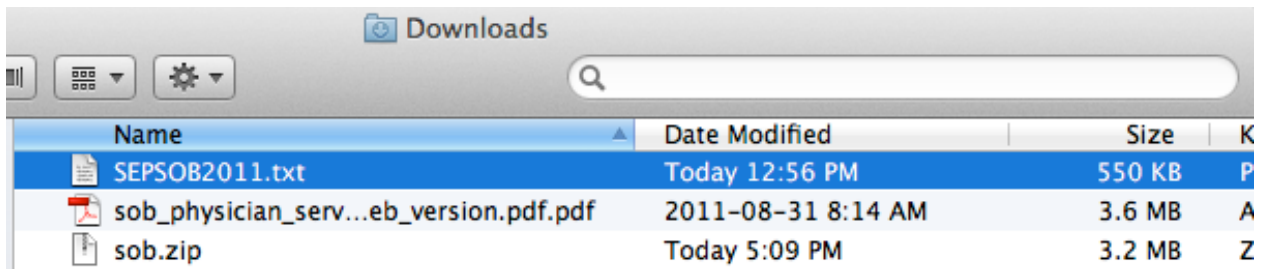 Downloads
Name Date Modified Size K
SEPSOB2011.txt Today 12:56 PM 550 KB P
sob_physician_serv...eb_version.pdf.pdf 2011-08-31 8:14 AM 3.6 MB A
sob.zip Today 5:09 PM 3.2 MB Z